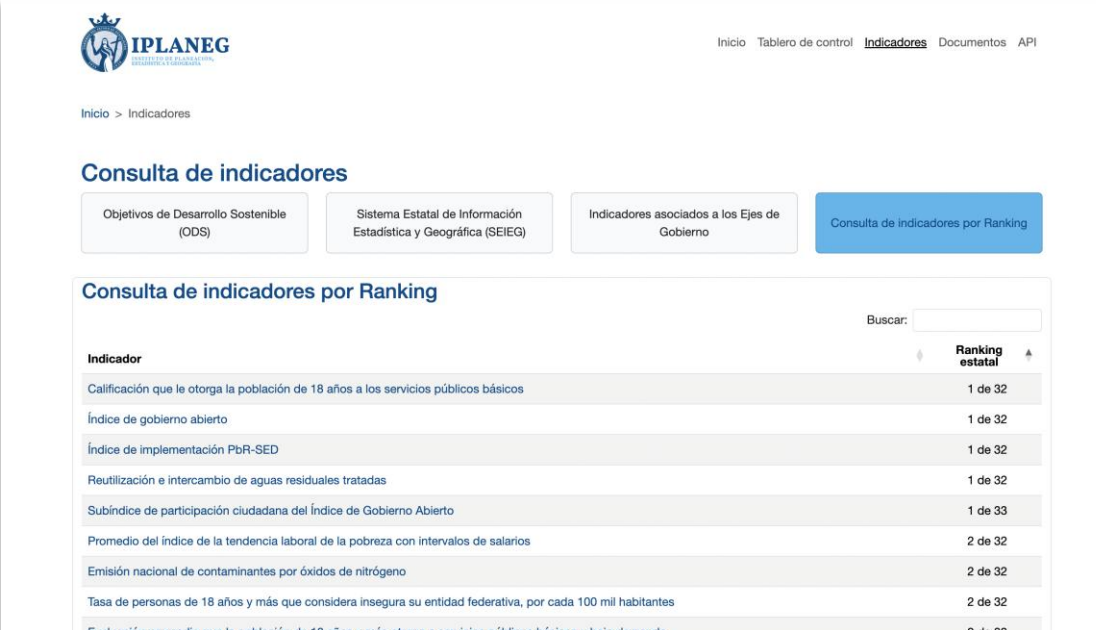 IPLANEG
INSTITUTO DE PLANEACIÓN,
ESTADÍSTICA Y GEOGRAFÍA
Inicio Tablero de control Indicadores Documentos API
Inicio > Indicadores
Consulta de indicadores
Objetivos de Desarrollo Sostenible
(ODS)
Sistema Estatal de Información
Estadística y Geográfica (SEIEG)
Indicadores asociados a los Ejes de
Gobierno
Consulta de indicadores por Ranking
Consulta de indicadores por Ranking
Buscar:
Indicador Ranking
estatal
Calificación que le otorga la población de 18 años a los servicios públicos básicos 1 de 32
Índice de gobierno abierto 1 de 32
Índice de implementación PbR-SED 1 de 32
Reutilización e intercambio de aguas residuales tratadas 1 de 32
Subíndice de participación ciudadana del Índice de Gobierno Abierto 1 de 33
Promedio del índice de la tendencia laboral de la pobreza con intervalos de salarios 2 de 32
Emisión nacional de contaminantes por óxidos de nitrógeno 2 de 32
Tasa de personas de 18 años y más que considera insegura su entidad federativa, por cada 100 mil habitantes 2 de 32